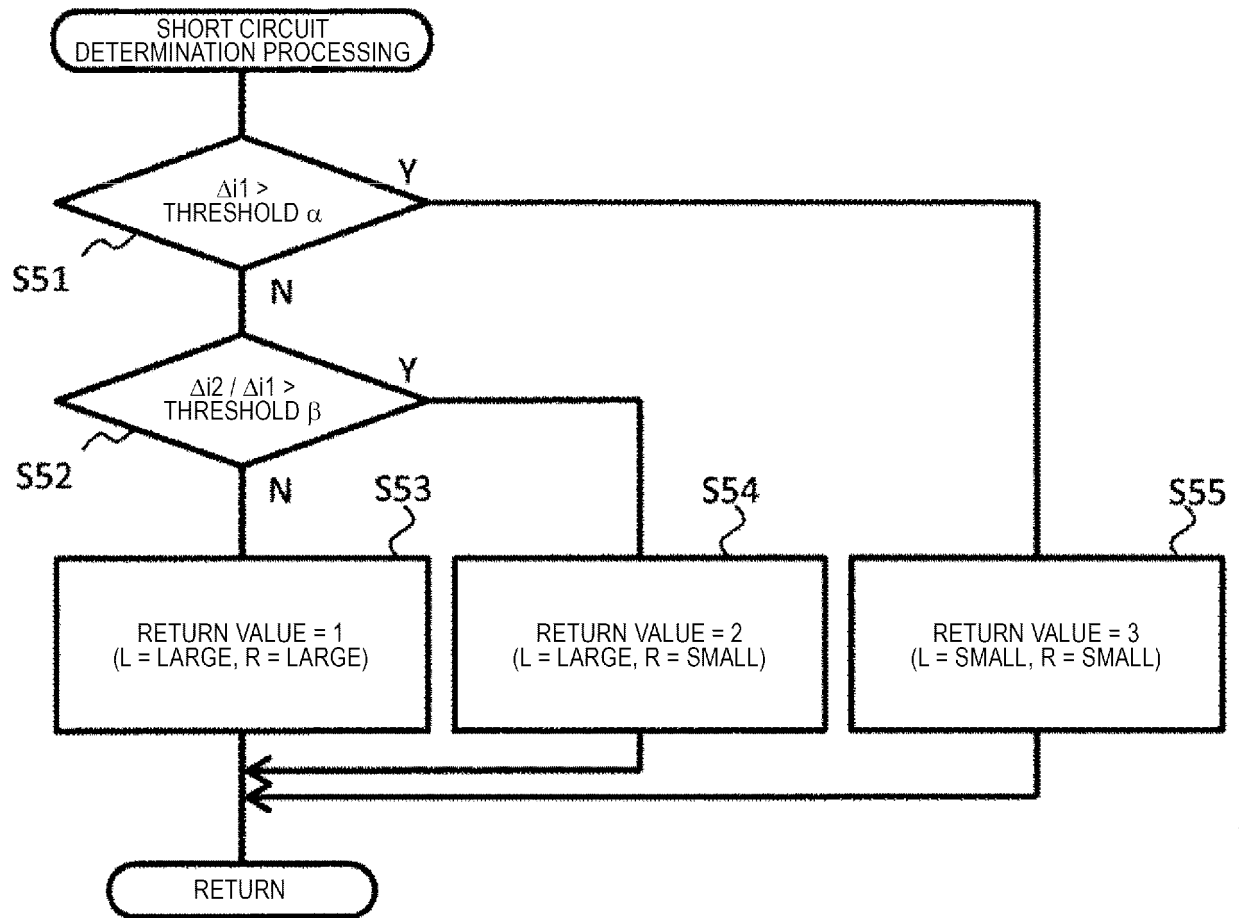 SHORT CIRCUIT
DETERMINATION PROCESSING
Y
Δi1 >
THRESHOLD α
S51
N
Y
Δi2 / Δi1 >
THRESHOLD β
S52
N
S53
S54
S55
RETURN VALUE = 1
(L = LARGE, R = LARGE)
RETURN VALUE = 2
(L = LARGE, R = SMALL)
RETURN VALUE = 3
(L = SMALL, R = SMALL)
RETURN